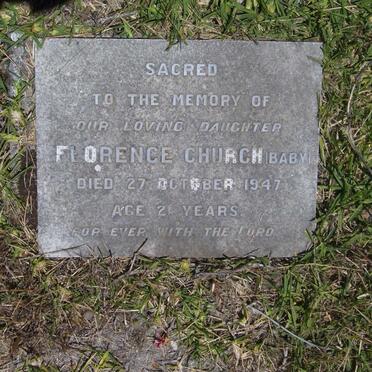 SACRED
TO THE MEMORY OF
OUR LOVING DAUGHTER
FLORENCE CHURCH (BABY)
DIED 27 OCTOBER 1947
AGE 21 YEARS
FOR EVER WITH THE LORD